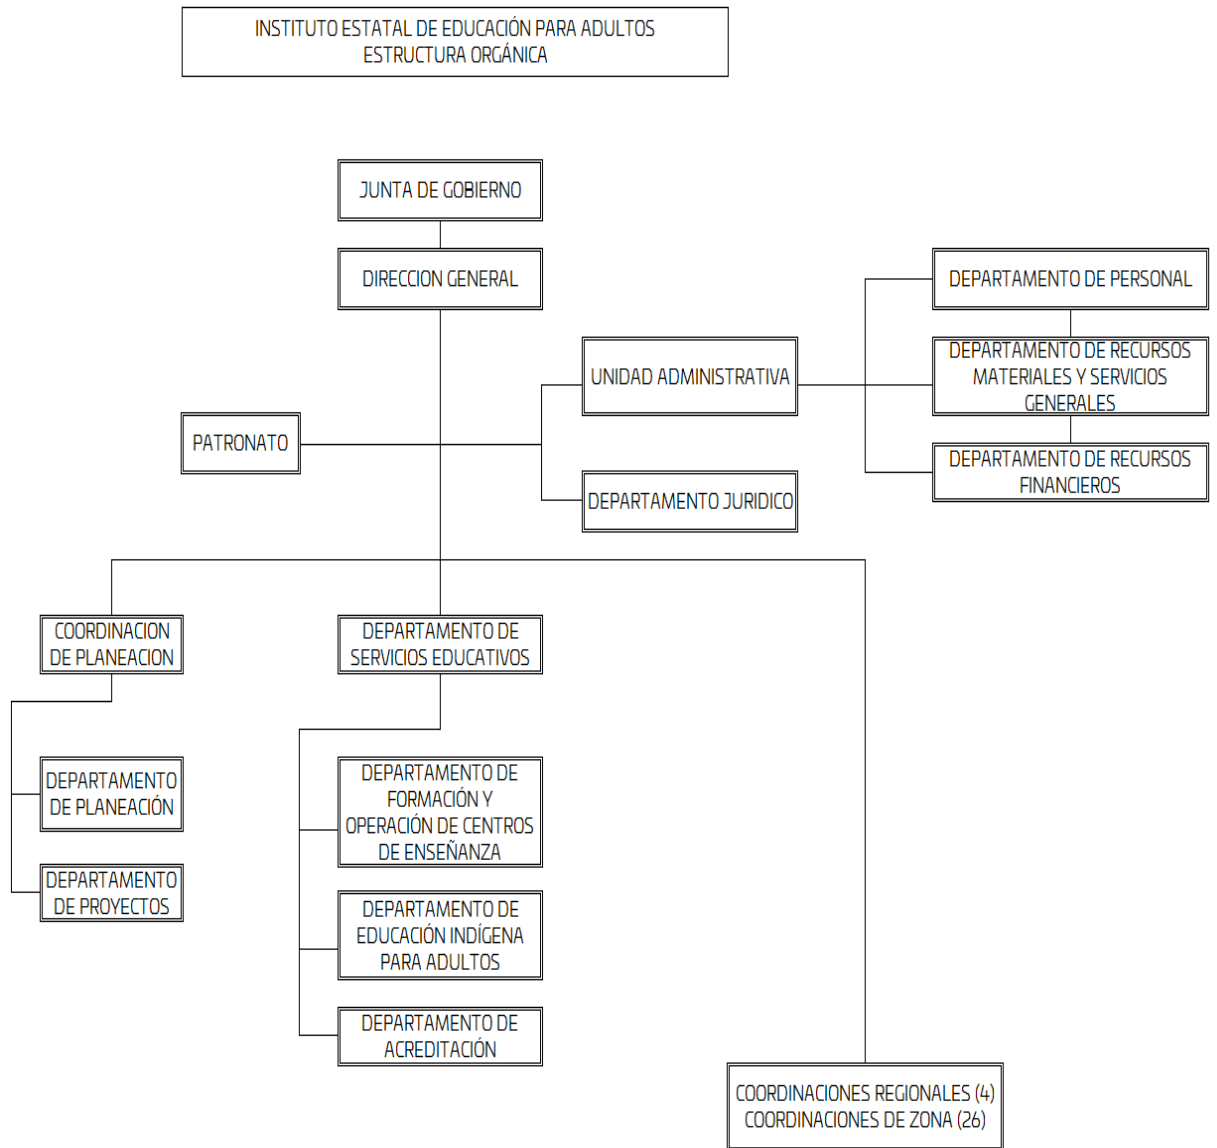 INSTITUTO ESTATAL DE EDUCACIÓN PARA ADULTOS
ESTRUCTURA ORGÁNICA
JUNTA DE GOBIERNO
DIRECCION GENERAL
DEPARTAMENTO DE PERSONAL
UNIDAD ADMINISTRATIVA
DEPARTAMENTO DE RECURSOS
MATERIALES Y SERVICIOS
GENERALES
PATRONATO
DEPARTAMENTO DE RECURSOS
FINANCIEROS
DEPARTAMENTO JURIDICO
COORDINACION
DE PLANEACION
DEPARTAMENTO DE
SERVICIOS EDUCATIVOS
DEPARTAMENTO
DE PLANEACIÓN
DEPARTAMENTO
DE PROYECTOS
DEPARTAMENTO DE
FORMACIÓN Y
OPERACIÓN DE CENTROS
DE ENSEÑANZA
DEPARTAMENTO DE
EDUCACIÓN INDÍGENA
PARA ADULTOS
DEPARTAMENTO DE
ACREDITACIÓN
COORDINACIONES REGIONALES (4)
COORDINACIONES DE ZONA (26)